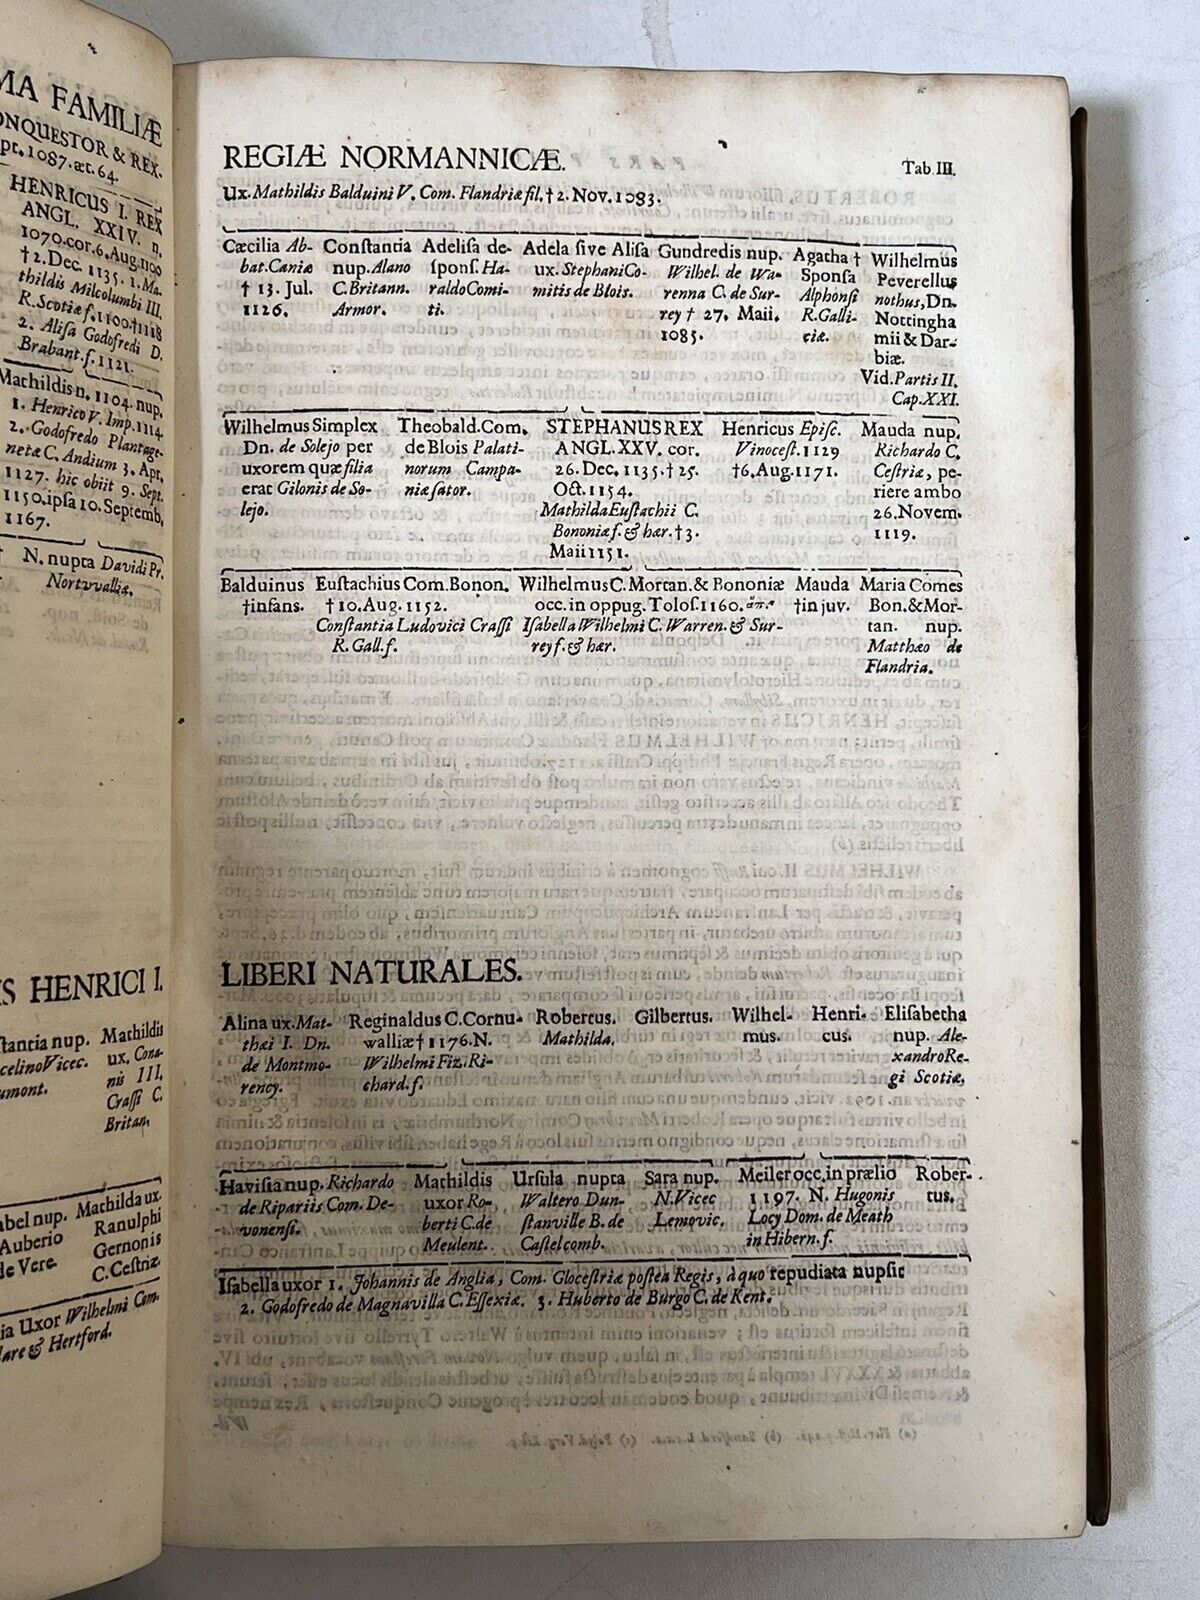 MA FAMILIÆ
ONQUESTOR & REX.
pt. 1087. æt. 64.
HENRICUS I. REX
ANGL. XXIV. n.
1070. cor. 6. Aug. 1100
† 2. Dec. 1135. 1. Ma-
thildis Milcolumbi III.
R. Scotiæ f. 1100. † 1118
2. Aliſa Godofredi D.
Brabant. f. 1121.
Mathildis n. 1104. nup.
1. Henrico V. Imp. 1114
2. Godofredo Plantage-
netæ C. Andium 3. Apr.
1127. hic obiit 9. Sept.
1150. ipſa 10. Septemb.
1167.
† N. nupta Davidi Pr.
Nortvvalliæ.
IS HENRICI I.
ſtantia nup.
celino Vicec.
umont.
Mathildis
ux. Cona-
nis III.
Craſſi C.
Britan.
abel nup.
Auberio
de Vere.
Mathilda ux.
Ranulphi
Gernonis
C. Ceſtriæ.
ia Uxor Wilhelmi Com.
lare & Hertford.
REGIÆ NORMANNICÆ.
Tab. III.
Ux. Mathildis Balduini V. Com. Flandriæ fil. † 2. Nov. 1083.
Cæcilia Ab-
bat. Caniæ
† 13. Jul.
1126.
Conſtantia
nup. Alano
C. Britann.
Armor.
Adeliſa de-
ſponſ. Ha-
raldo Comi-
ti.
Adela ſive Aliſa
ux. Stephani Co-
mitis de Blois.
Gundredis nup.
Wilhel. de Wa-
renna C. de Sur-
rey † 27. Maii.
1085.
Agatha †
Sponſa
Alphonſi
R. Galli-
ciæ.
Wilhelmus
Peverellus
nothus, Dn.
Nottingha
mii & Dar-
biæ.
Vid. Partis II.
Cap. XXI.
Wilhelmus Simplex
Dn. de Solejo per
uxorem quæ filia
erat Gilonis de So-
lejo.
Theobald. Com.
de Blois Palati-
norum Campa-
niæ ſator.
STEPHANUS REX
ANGL. XXV. cor.
26. Dec. 1135. † 25.
Oct. 1154.
Mathilda Euſtachii C.
Bononiæ f. & hær. † 3.
Maii 1151.
Henricus Epiſc.
Vinoceſt. 1129
† 6. Aug. 1171.
Mauda nup.
Richardo C.
Ceſtriæ, pe-
riere ambo
26. Novem.
1119.
Balduinus
† infans.
Euſtachius Com. Bonon.
† 10. Aug. 1152.
Conſtantia Ludovici Craſſi
R. Gall. f.
Wilhelmus C. Mortan. & Bononiæ
occ. in oppug. Toloſ. 1160.
Iſabella Wilhelmi C. Warren. & Sur-
rey f. & hær.
Mauda
† in juv.
Maria Comes
Bon. & Mor-
tan. nup.
Matthæo de
Flandria.
LIBERI NATURALES.
Alina ux. Mat-
thæi I. Dn.
de Montmo-
rency.
Reginaldus C. Cornu-
walliæ † 1176. N.
Wilhelmi Fiz. Ri-
chard. f.
Robertus.
Mathilda.
Gilbertus.
Wilhel-
mus.
Henri-
cus.
Eliſabetha
nup. Ale-
xandro Re-
gi Scotiæ.
Haviſia nup. Richardo
de Ripariis Com. De-
vonenſi.
Mathildis
uxor Ro-
berti C. de
Meulent.
Urſula nupta
Waltero Dun-
ſtanville B. de
Caſtelcomb.
Sara nup.
N. Vicec
Lemovic.
Meiler occ. in prælio
1197. N. Hugonis
Locy Dom. de Meath
in Hibern. f.
Rober-
tus.
Iſabella uxor 1. Johannis de Anglia, Com. Gloceſtriæ poſtea Regis, à quo repudiata nupſit
2. Godofredo de Magnavilla C. Eſſexiæ. 3. Huberto de Burgo C. de Kent.